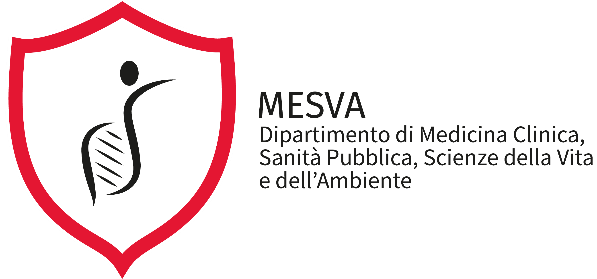 MESVA
Dipartimento di Medicina Clinica,
Sanità Pubblica, Scienze della Vita
e dell'Ambiente